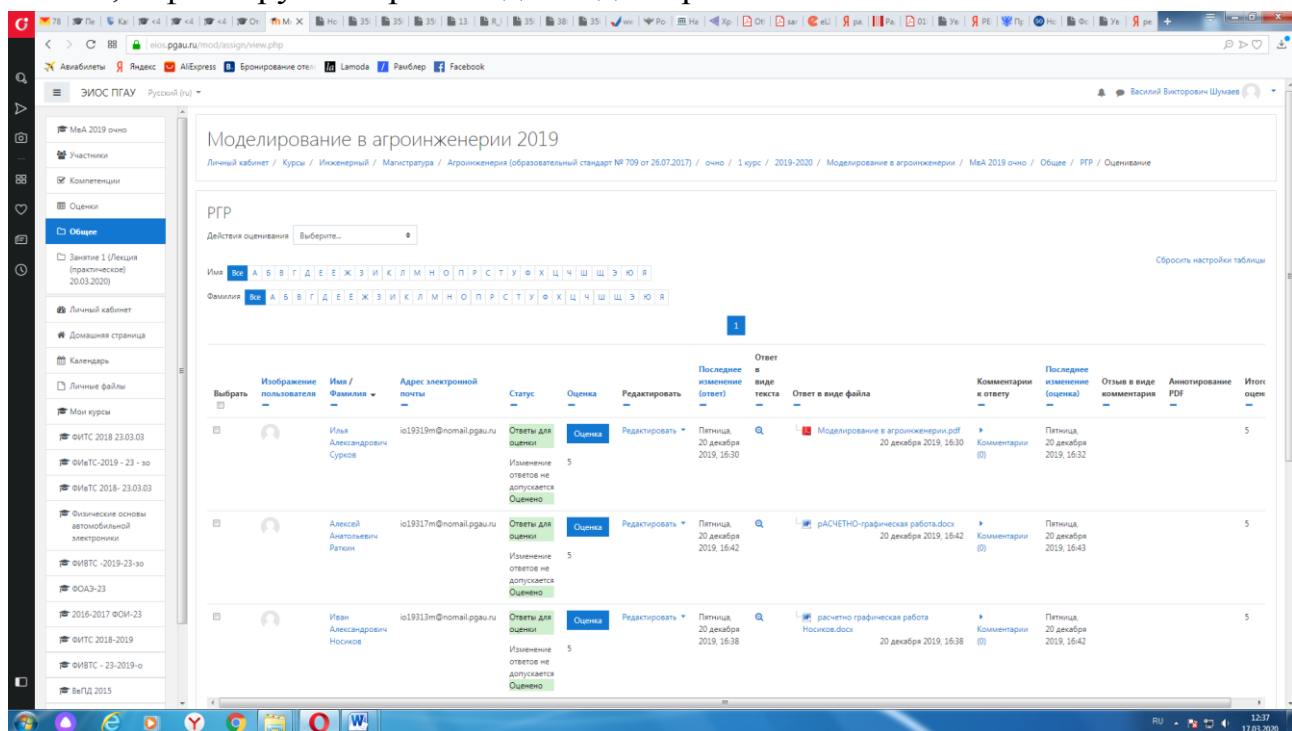 eios.pgau.ru/mod/assign/view.php
Авиабилеты Яндекс AliExpress Бронирование отел Lamoda Рамблер Facebook
ЭИОС ПГАУ Русский (ru)
Василий Викторович Шумаев
МвА 2019 очно
Участники
Компетенции
Оценки
Общее
Занятие 1 (Лекция
(практическое)
20.03.2020)
Личный кабинет
Домашняя страница
Календарь
Личные файлы
Мои курсы
ФИТС 2018 23.03.03
ФИвТС-2019 - 23 - зо
ФИвТС 2018- 23.03.03
Физические основы
автомобильной
электроники
ФИВТС -2019-23-зо
ФОАЭ-23
2016-2017 ФОИ-23
ФИТС 2018-2019
ФИВТС - 23-2019-о
ВвПД 2015
Моделирование в агроинженерии 2019
Личный кабинет / Курсы / Инженерный / Магистратура / Агроинженерия (образовательный стандарт № 709 от 26.07.2017) / очно / 1 курс / 2019-2020 / Моделирование в агроинженерии / МвА 2019 очно / Общее / РГР / Оценивание
РГР
Действия оценивания Выберите...
Сбросить настройки таблицы
Имя Все А Б В Г Д Е Ё Ж З И К Л М Н О П Р С Т У Ф Х Ц Ч Ш Щ Э Ю Я
Фамилия Все А Б В Г Д Е Ё Ж З И К Л М Н О П Р С Т У Ф Х Ц Ч Ш Щ Э Ю Я
1
Выбрать
Изображение
пользователя
Имя /
Фамилия
Адрес электронной
почты
Статус
Оценка
Редактировать
Последнее
изменение
(ответ)
Ответ
в
виде
текста
Ответ в виде файла
Комментарии
к ответу
Последнее
изменение
(оценка)
Отзыв в виде
комментария
Аннотирование
PDF
Итого
оцен
Илья
Александрович
Сурков
io19319m@nomail.pgau.ru
Ответы для
оценки
Изменение
ответов не
допускается
Оценено
Оценка
5
Редактировать
Пятница,
20 декабря
2019, 16:30
Моделирование в агроинженерии.pdf
20 декабря 2019, 16:30
Комментарии
(0)
Пятница,
20 декабря
2019, 16:32
5
Алексей
Анатольевич
Раткин
io19317m@nomail.pgau.ru
Ответы для
оценки
Изменение
ответов не
допускается
Оценено
Оценка
5
Редактировать
Пятница,
20 декабря
2019, 16:42
рАСЧЕТНО-графическая работа.docx
20 декабря 2019, 16:42
Комментарии
(0)
Пятница,
20 декабря
2019, 16:43
5
Иван
Александрович
Носиков
io19313m@nomail.pgau.ru
Ответы для
оценки
Изменение
ответов не
допускается
Оценено
Оценка
5
Редактировать
Пятница,
20 декабря
2019, 16:38
расчетно графическая работа
Носиков.docx
20 декабря 2019, 16:38
Комментарии
(0)
Пятница,
20 декабря
2019, 16:42
5
RU
12:37
17.03.2020